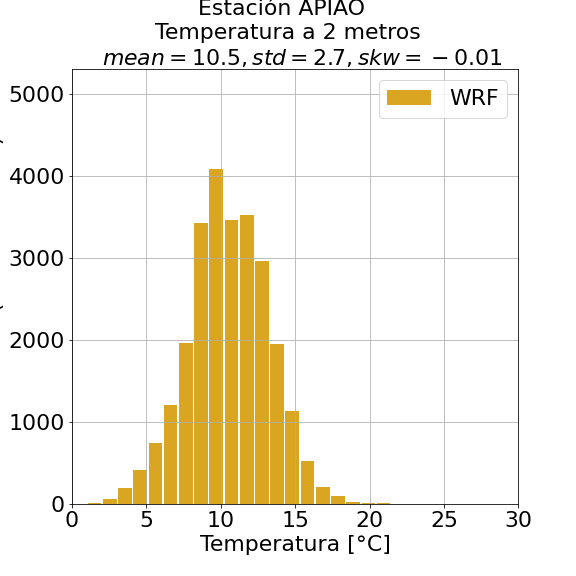 Estación APIAO
Temperatura a 2 metros
mean = 10.5, std = 2.7, skw = −0.01
WRF
5000
4000
3000
2000
1000
0
0 5 10 15 20 25 30
Temperatura [°C]